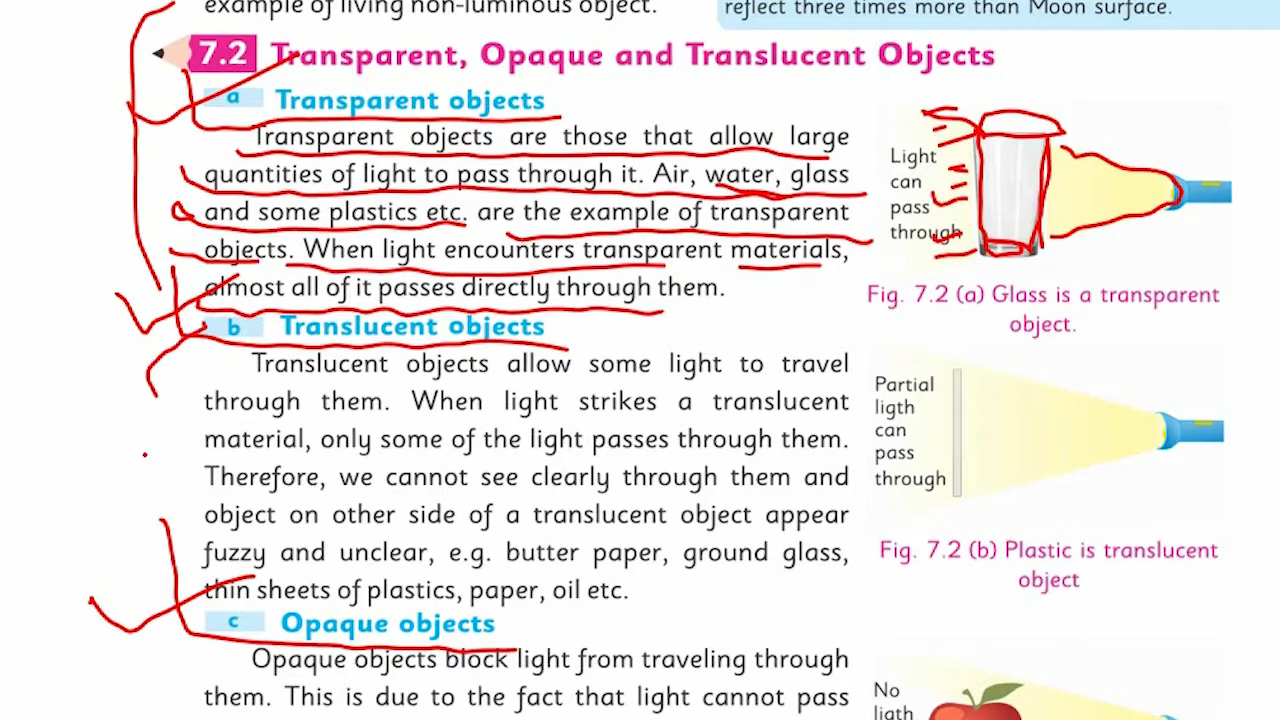 example of living non-luminous object.
reflect three times more than Moon surface.
7.2 Transparent, Opaque and Translucent Objects
a Transparent objects
Transparent objects are those that allow large
quantities of light to pass through it. Air, water, glass
and some plastics etc. are the example of transparent
objects. When light encounters transparent materials,
almost all of it passes directly through them.
Light
can
pass
through
Fig. 7.2 (a) Glass is a transparent
object.
b Translucent objects
Translucent objects allow some light to travel
through them. When light strikes a translucent
material, only some of the light passes through them.
Therefore, we cannot see clearly through them and
object on other side of a translucent object appear
fuzzy and unclear, e.g. butter paper, ground glass,
thin sheets of plastics, paper, oil etc.
Partial
ligth
can
pass
through
Fig. 7.2 (b) Plastic is translucent
object
c Opaque objects
Opaque objects block light from traveling through
them. This is due to the fact that light cannot pass
No
ligth